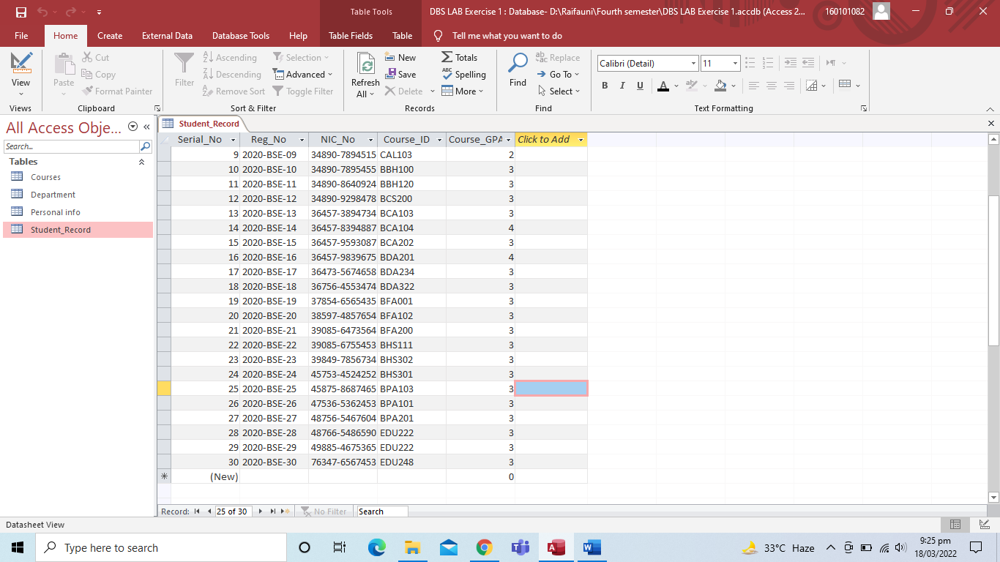 Table Tools DBS LAB Exercise 1 : Database- D:\Raifauni\Fourth semester\DBS LAB Exercise 1.accdb (Access 2... 160101082
File Home Create External Data Database Tools Help Table Fields Table Tell me what you want to do
View Paste Cut Copy Format Painter Filter Ascending Descending Remove Sort Selection Advanced Toggle Filter Refresh All New Save Delete Totals Spelling More Find Replace Go To Select Calibri (Detail) 11 B I U A
Views Clipboard Sort & Filter Records Find Text Formatting
All Access Obje... «
Search...
Tables
Courses
Department
Personal info
Student_Record
Student_Record
Serial_No Reg_No NIC_No Course_ID Course_GPA Click to Add
9 2020-BSE-09 34890-7894515 CAL103 2
10 2020-BSE-10 34890-7895455 BBH100 3
11 2020-BSE-11 34890-8640924 BBH120 3
12 2020-BSE-12 34890-9298478 BCS200 3
13 2020-BSE-13 36457-3894734 BCA103 3
14 2020-BSE-14 36457-8394887 BCA104 4
15 2020-BSE-15 36457-9593087 BCA202 3
16 2020-BSE-16 36457-9839675 BDA201 4
17 2020-BSE-17 36473-5674658 BDA234 3
18 2020-BSE-18 36756-4553474 BDA322 3
19 2020-BSE-19 37854-6565435 BFA001 3
20 2020-BSE-20 38597-4857654 BFA102 3
21 2020-BSE-21 39085-6473564 BFA200 3
22 2020-BSE-22 39085-6755453 BHS111 3
23 2020-BSE-23 39849-7856734 BHS302 3
24 2020-BSE-24 45753-4524252 BHS301 3
25 2020-BSE-25 45875-8687465 BPA103 3
26 2020-BSE-26 47536-5362453 BPA101 3
27 2020-BSE-27 48756-5467604 BPA201 3
28 2020-BSE-28 48766-5486590 EDU222 3
29 2020-BSE-29 49885-4675365 EDU222 3
30 2020-BSE-30 76347-6567453 EDU248 3
(New) 0
Record: 25 of 30 No Filter Search
Datasheet View
Type here to search 33°C Haze 9:25 pm
18/03/2022